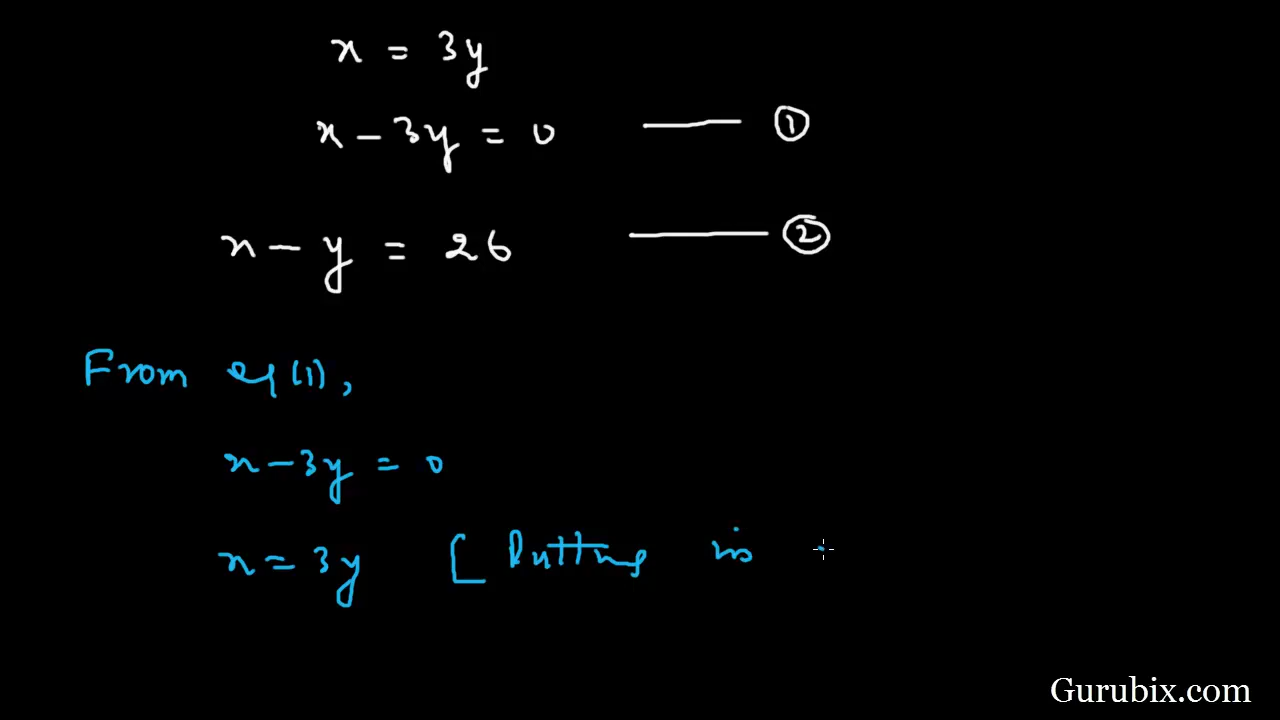 x = 3y
x - 3y = 0 ——— ①
x - y = 26 ——— ②
From eq (1),
x - 3y = 0
x = 3y [ Putting in
Gurubix.com